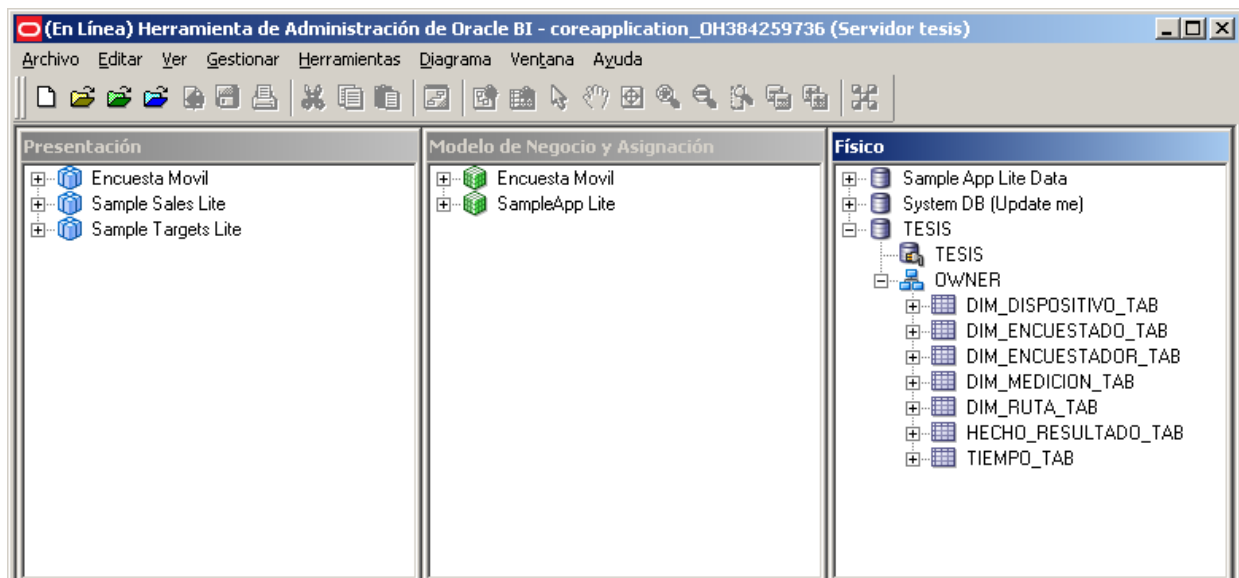 (En Línea) Herramienta de Administración de Oracle BI - coreapplication_OH384259736 (Servidor tesis)
Archivo Editar Ver Gestionar Herramientas Diagrama Ventana Ayuda
Presentación
Encuesta Movil
Sample Sales Lite
Sample Targets Lite
Modelo de Negocio y Asignación
Encuesta Movil
SampleApp Lite
Físico
Sample App Lite Data
System DB (Update me)
TESIS
TESIS
OWNER
DIM_DISPOSITIVO_TAB
DIM_ENCUESTADO_TAB
DIM_ENCUESTADOR_TAB
DIM_MEDICION_TAB
DIM_RUTA_TAB
HECHO_RESULTADO_TAB
TIEMPO_TAB